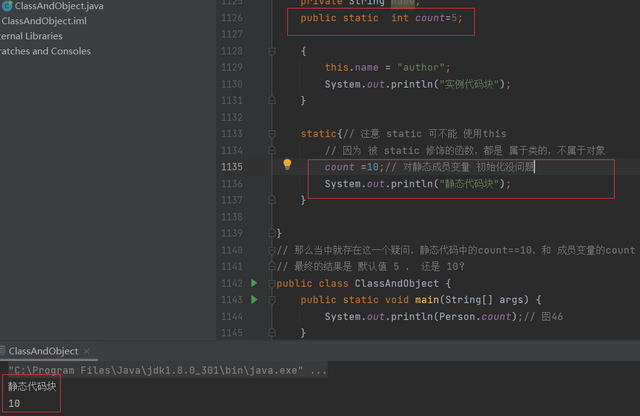 ClassAndObject.java
ClassAndObject.iml
ternal Libraries
ratches and Consoles
1125 private String name;
1126 public static  int count=5;
1127
1128 {
1129 this.name = "author";
1130 System.out.println("实例代码块");
1131 }
1132
1133 static{// 注意 static 可不能 使用this
1134 // 因为 被 static 修饰的函数，都是 属于类的，不属于对象
1135 count =10;// 对静态成员变量 初始化没问题
1136 System.out.println("静态代码块");
1137 }
1138
1139 }
1140 // 那么当中就存在这一个疑问，静态代码中的count==10，和 成员变量的count
1141 // 最终的结果是 默认值 5 ， 还是 10？
1142 public class ClassAndObject {
1143 public static void main(String[] args) {
1144 System.out.println(Person.count);// 图46
1145 }
ClassAndObject ×
"C:\Program Files\Java\jdk1.8.0_301\bin\java.exe" ...
静态代码块
10